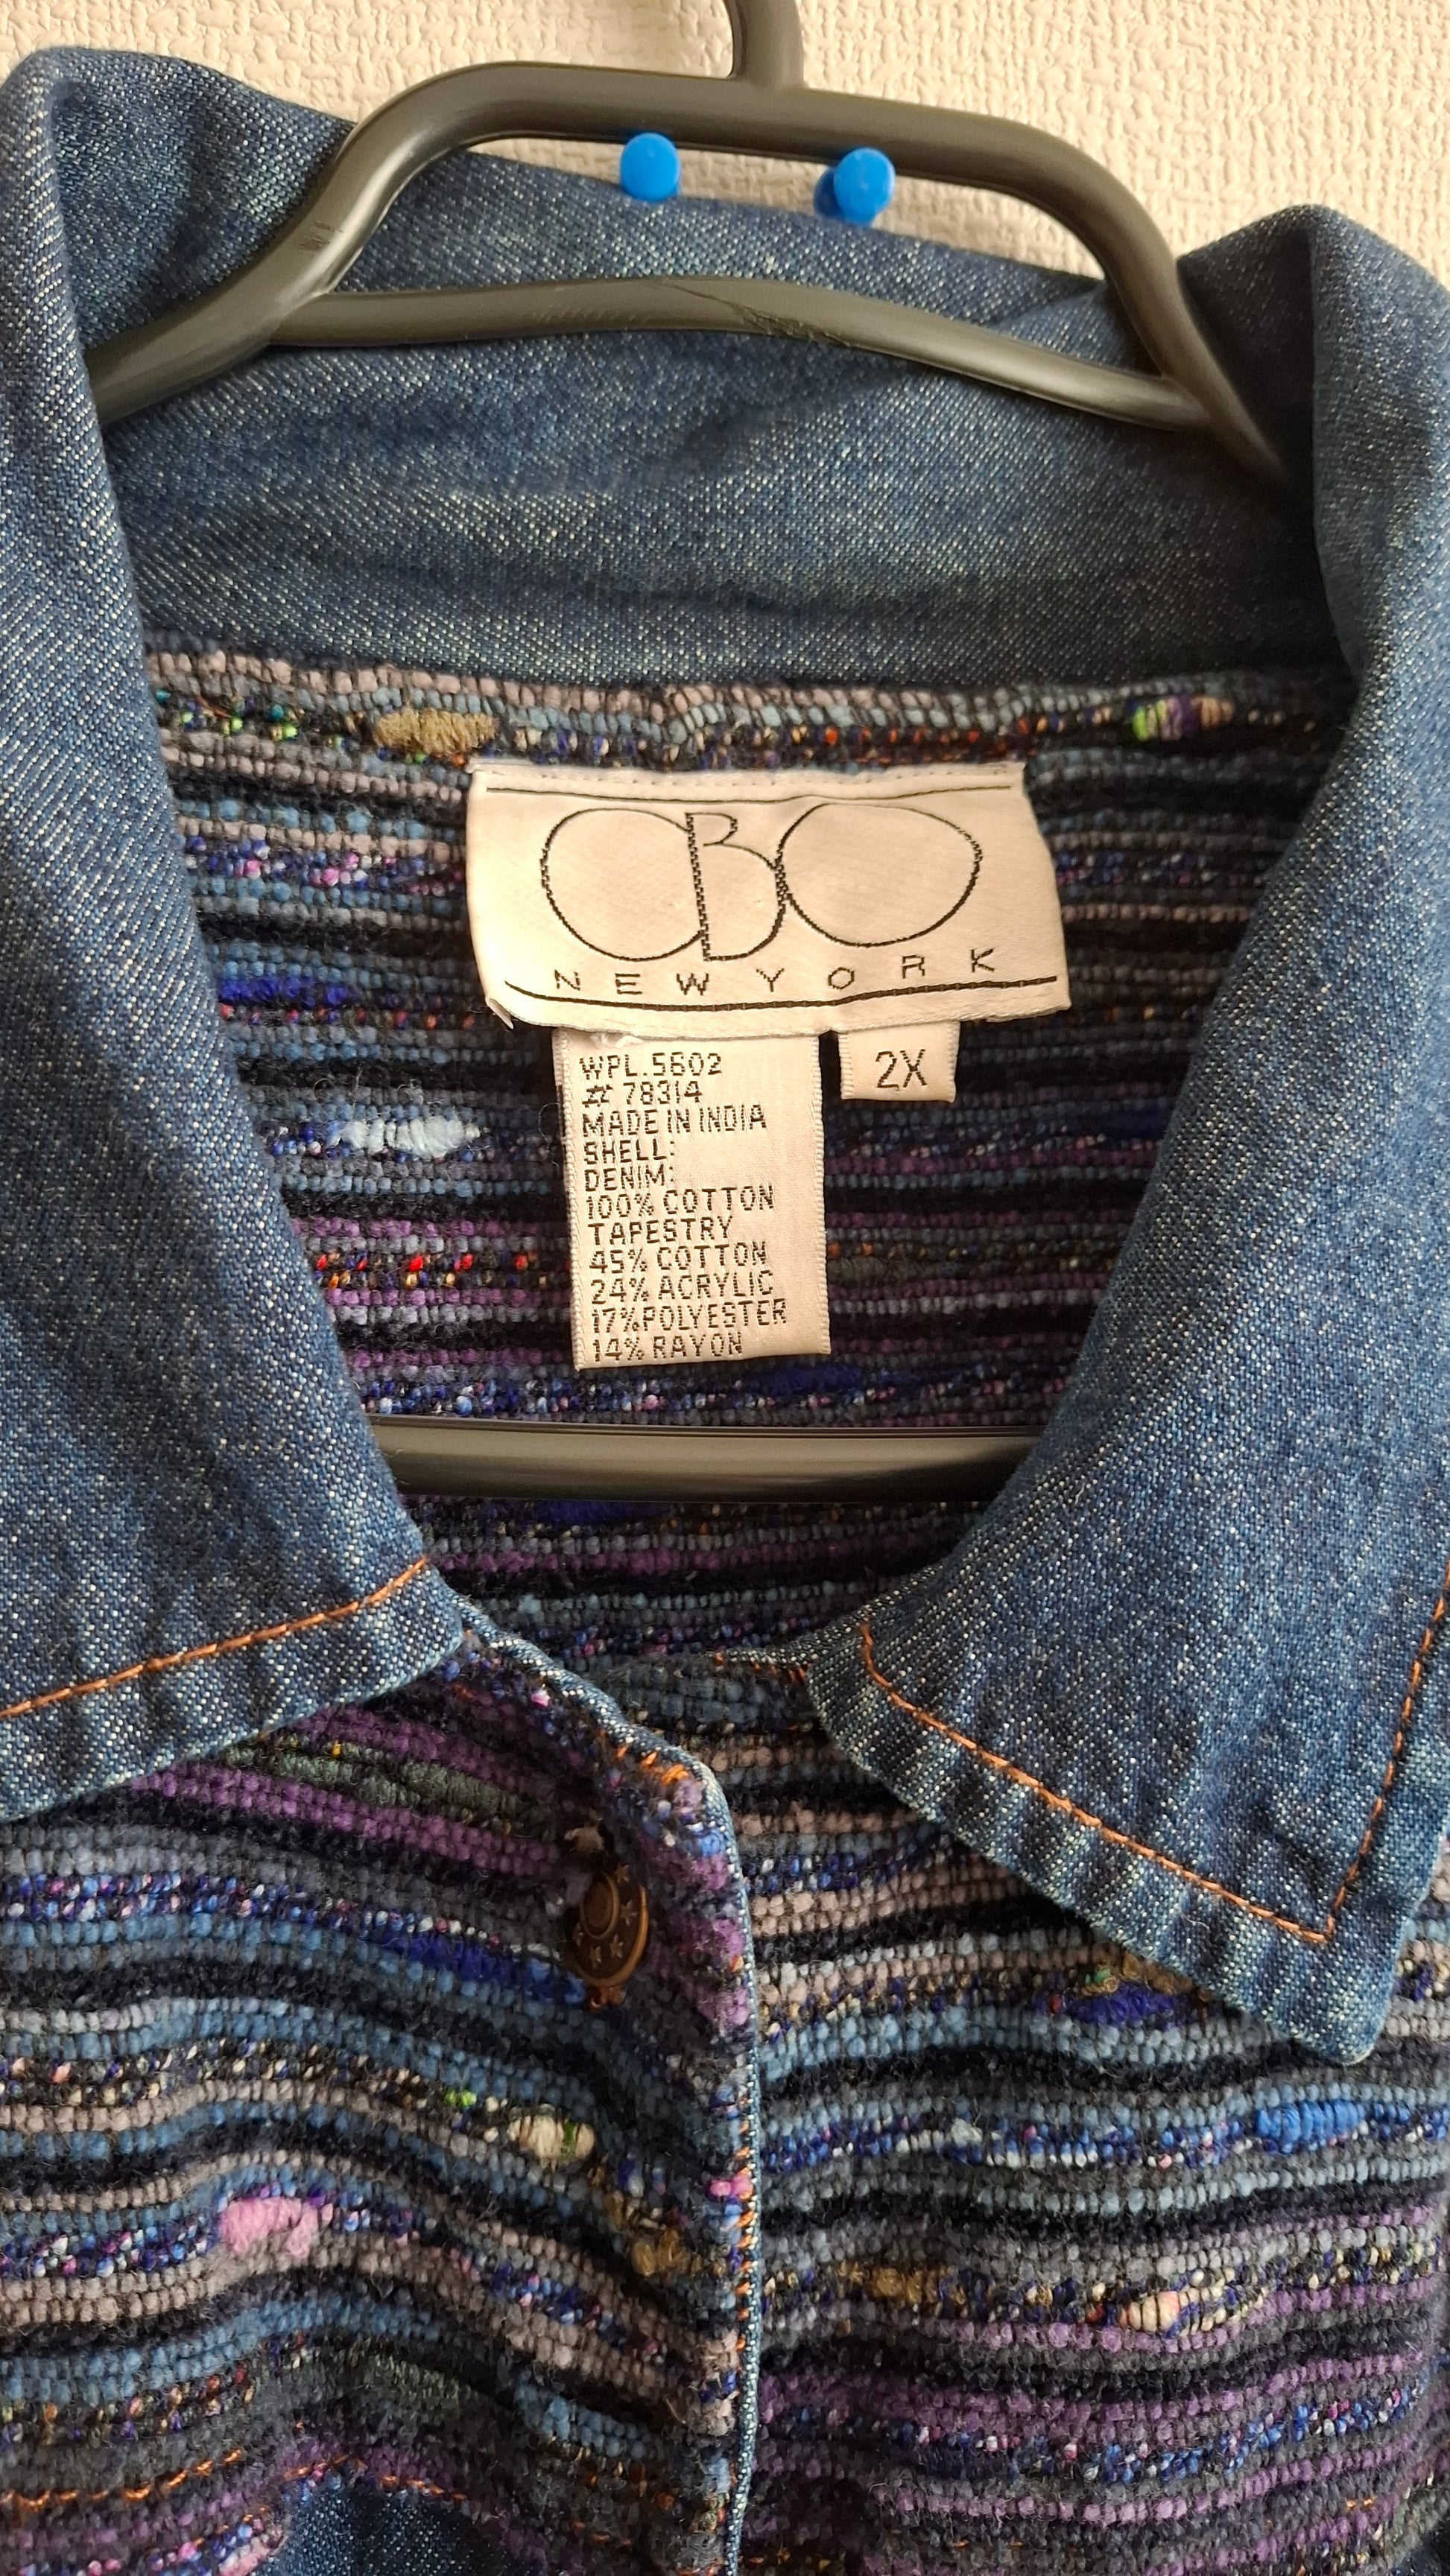 CBO
NEW YORK
WPL.5602
# 78314
MADE IN INDIA
SHELL:
DENIM:
100% COTTON
TAPESTRY
45% COTTON
24% ACRYLIC
17%POLYESTER
14% RAYON
2X